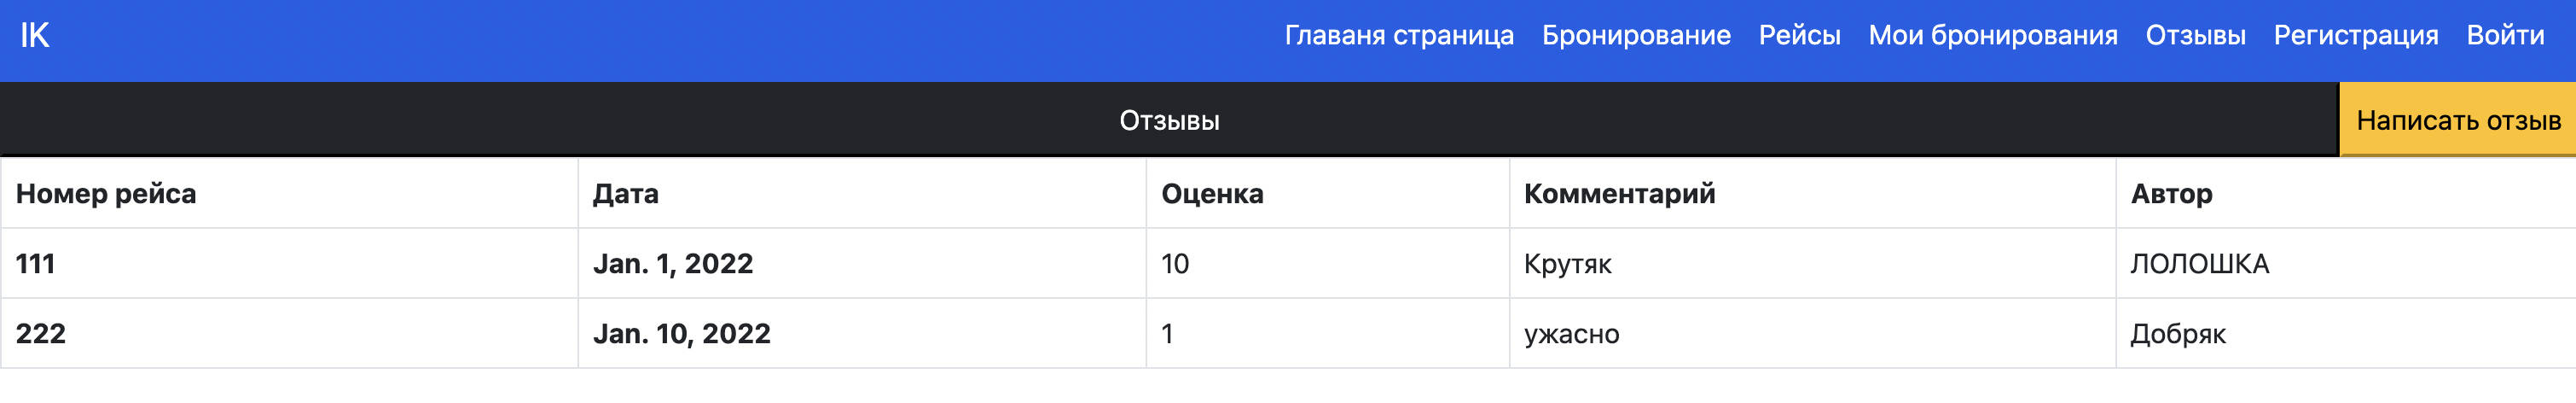 IK Главаня страница Бронирование Рейсы Мои бронирования Отзывы Регистрация Войти
Отзывы Написать отзыв
Номер рейса Дата Оценка Комментарий Автор
111 Jan. 1, 2022 10 Крутяк ЛОЛОШКА
222 Jan. 10, 2022 1 ужасно Добряк